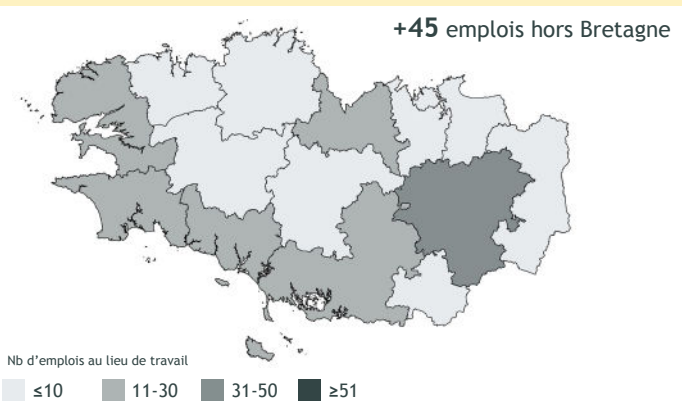 +45 emplois hors Bretagne
Nb d'emplois au lieu de travail
≤10 11-30 31-50 ≥51